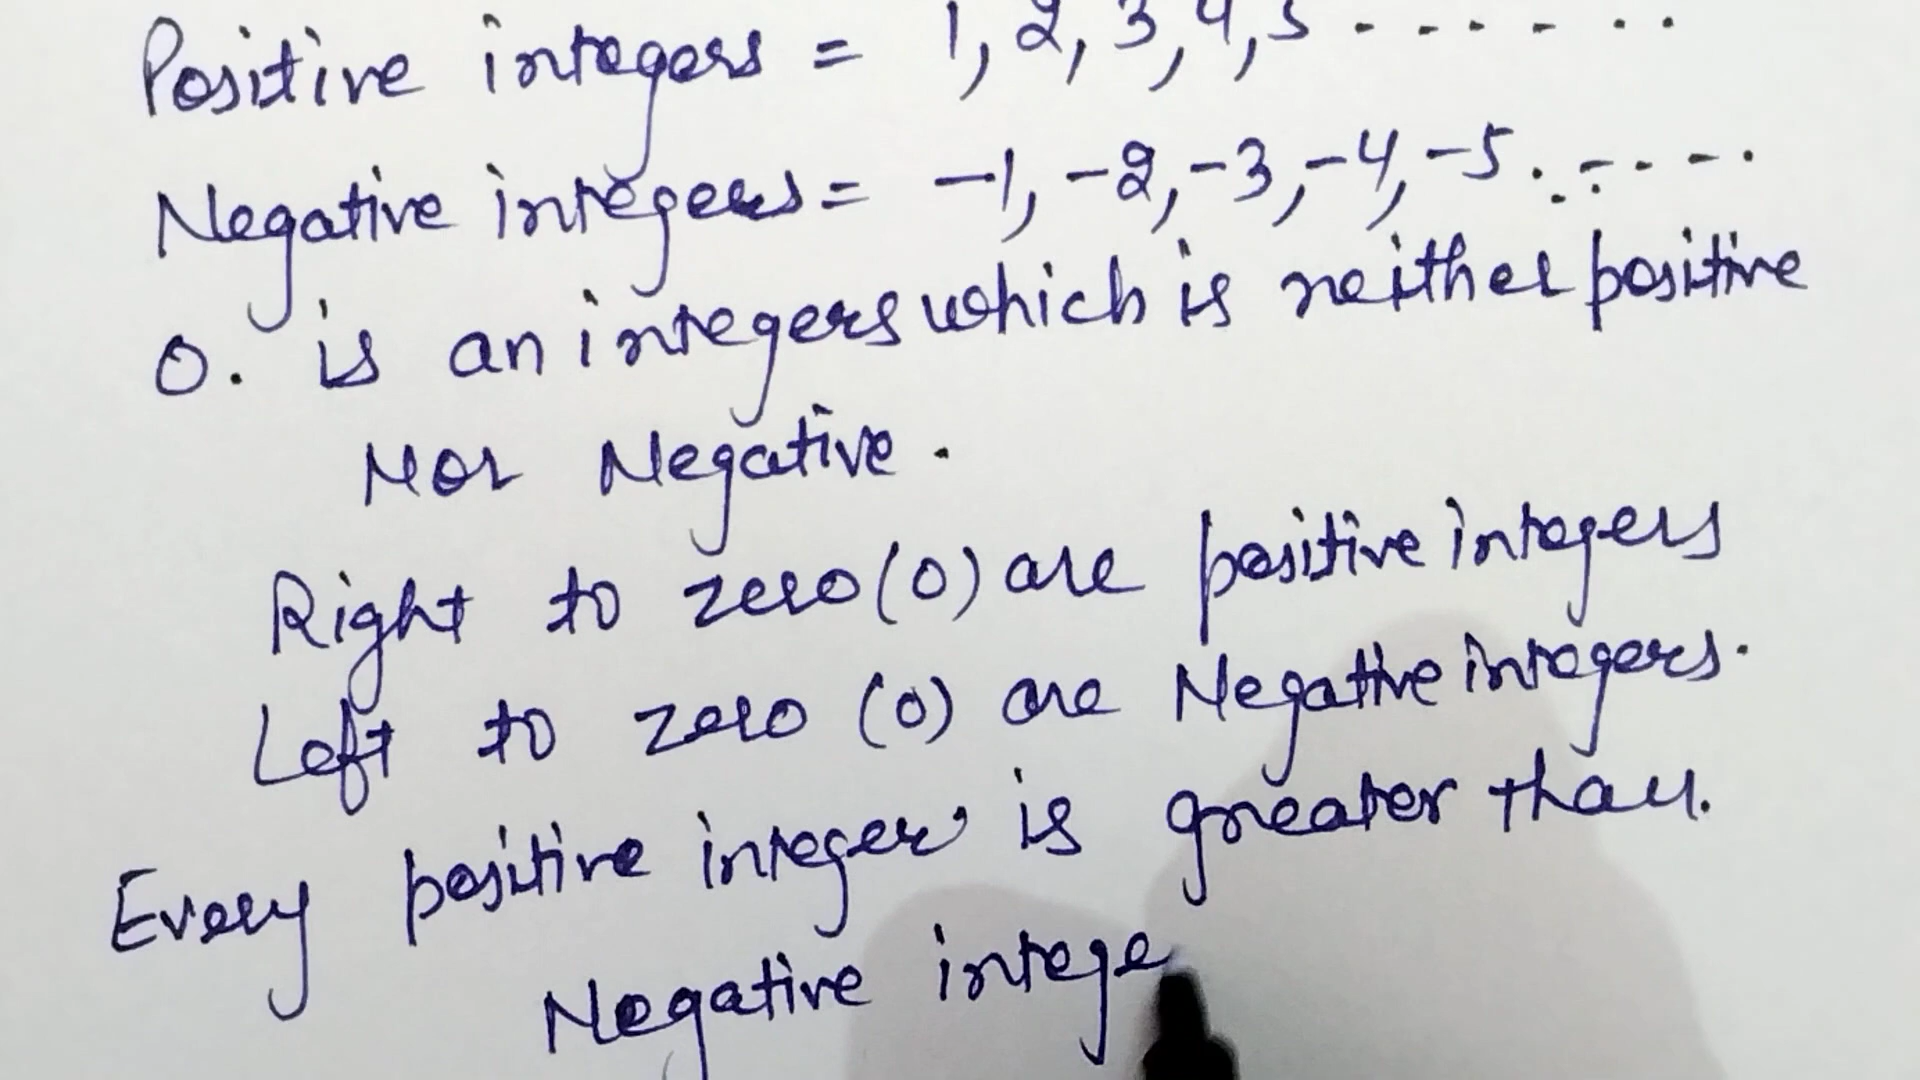 Positive integers = 1, 2, 3, 4, 5 - - - - - . .
Negative integers = -1, -2, -3, -4, -5 . - . - - .
0. is an integers which is neither positive
Nor Negative.
Right to zero (0) are positive integers
Left to zero (0) are Negative integers.
Every positive integer is greater than.
Negative intege